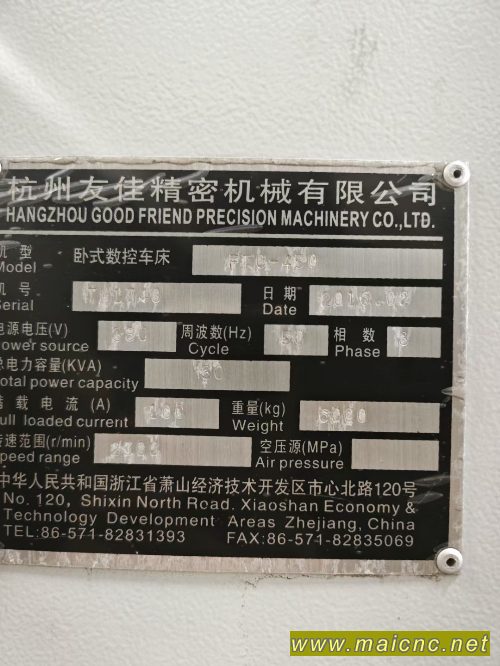 杭州友佳精密机械有限公司
HANGZHOU GOOD FRIEND PRECISION MACHINERY CO.,LTD.
机型 卧式数控车床
Model
机号 日期
Serial Date
电源电压(V) 周波数(Hz) 相数
Power source Cycle Phase 3
总电力容量(KVA)
Total power capacity
满载电流(A) 重量(kg)
Full loaded current Weight
转速范围(r/min) 空压源(MPa)
Speed range Air pressure
中华人民共和国浙江省萧山经济技术开发区市心北路120号
No. 120, Shixin North Road. Xiaoshan Economy &
Technology Development Areas Zhejiang, China
TEL:86-571-82831393 FAX:86-571-82835069
www.maicnc.net